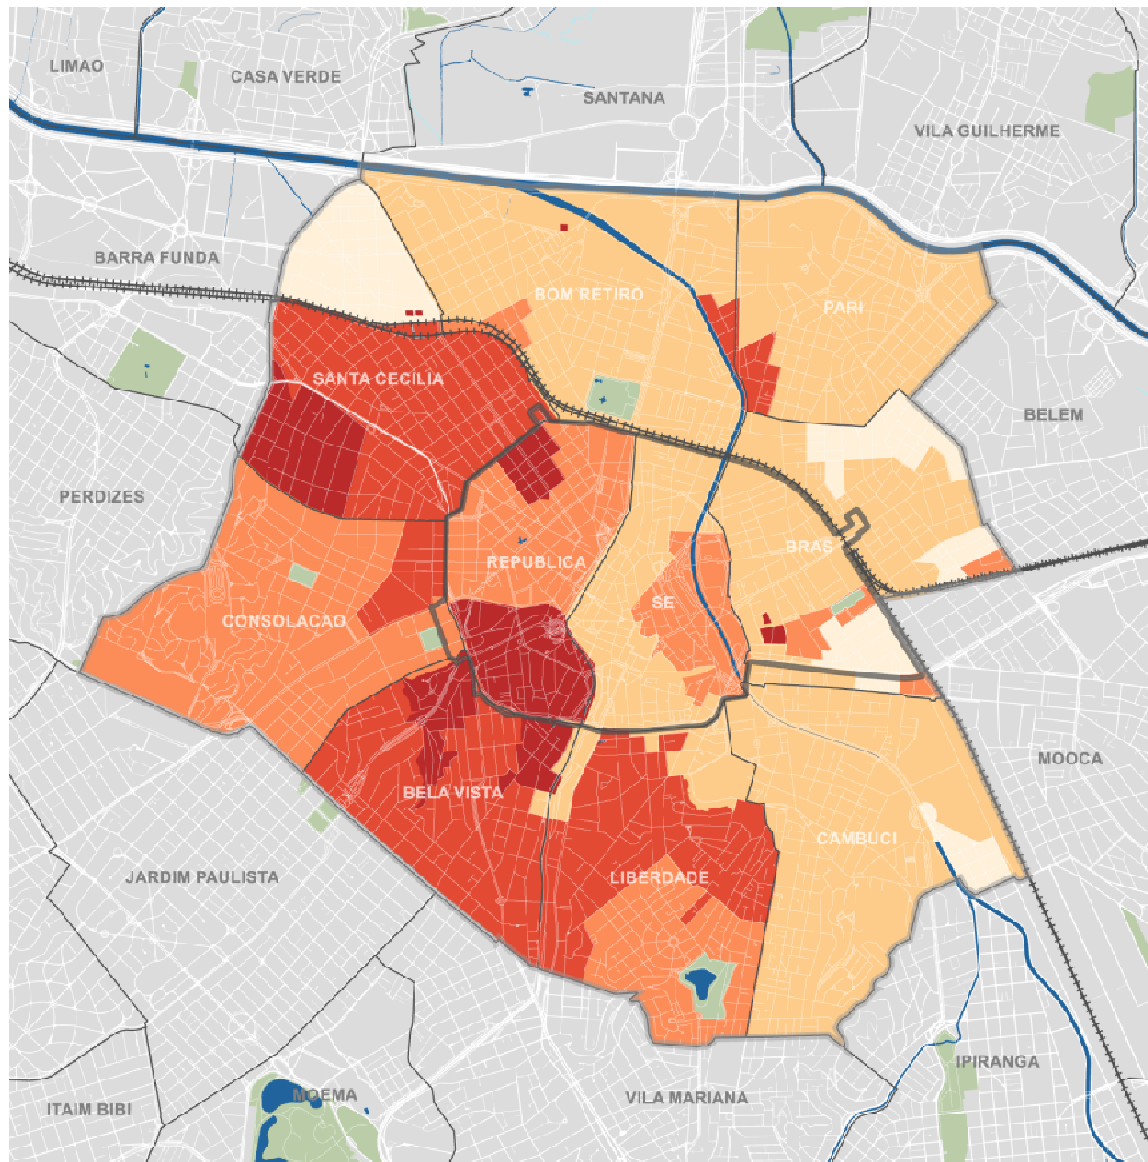 LIMAO
CASA VERDE
SANTANA
VILA GUILHERME
BARRA FUNDA
BOM RETIRO
PARI
SANTA CECILIA
BELEM
PERDIZES
BRAS
REPUBLICA
SE
CONSOLACAO
MOOCA
BELA VISTA
CAMBUCI
JARDIM PAULISTA
LIBERDADE
IPIRANGA
MOEMA
VILA MARIANA
ITAIM BIBI